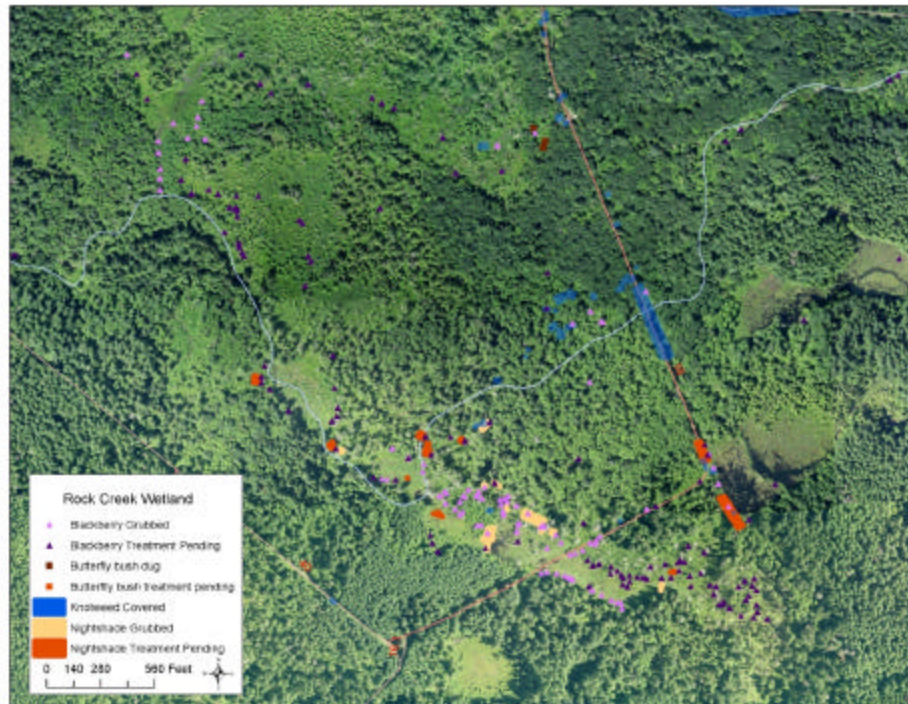 Rock Creek Wetland
Blackberry Grubbed
Blackberry Treatment Pending
Butterfly bush dug
Butterfly bush treatment pending
Knotweed Covered
Nightshade Grubbed
Nightshade Treatment Pending
0 140 280 560 Feet